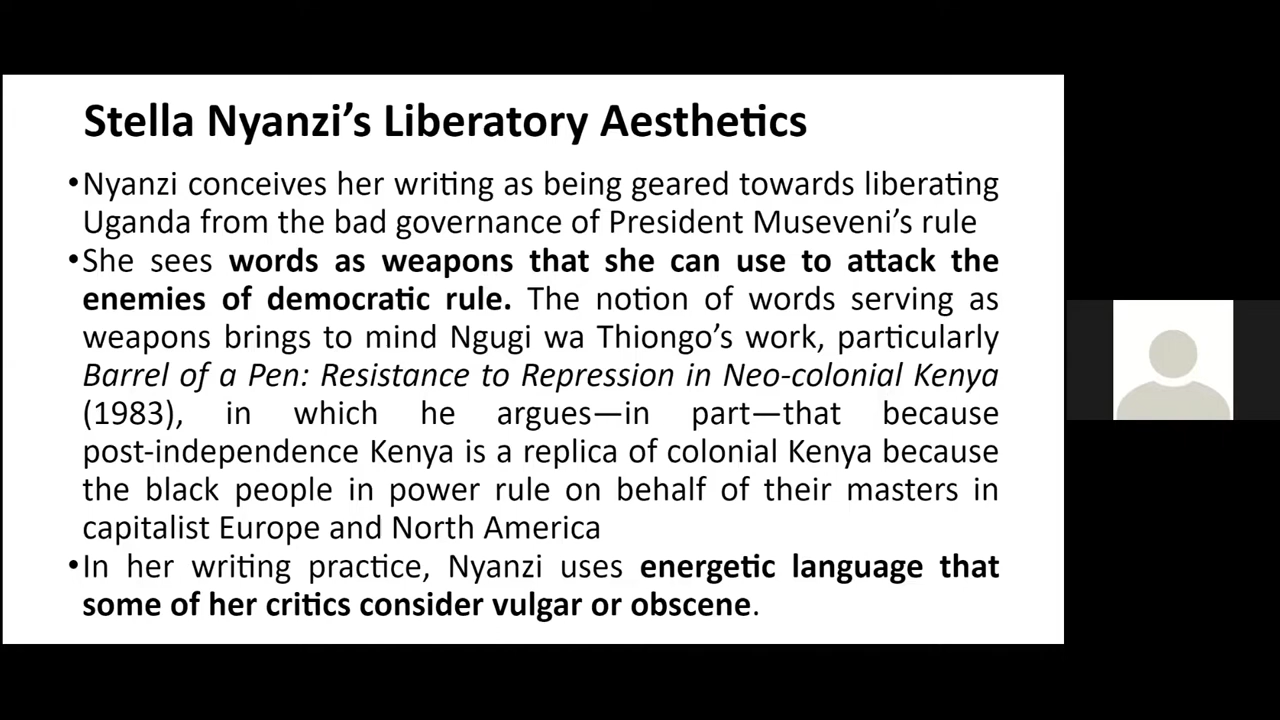 Stella Nyanzi’s Liberatory Aesthetics
•Nyanzi conceives her writing as being geared towards liberating
Uganda from the bad governance of President Museveni’s rule
•She sees words as weapons that she can use to attack the
enemies of democratic rule. The notion of words serving as
weapons brings to mind Ngugi wa Thiongo’s work, particularly
Barrel of a Pen: Resistance to Repression in Neo-colonial Kenya
(1983), in which he argues—in part—that because
post-independence Kenya is a replica of colonial Kenya because
the black people in power rule on behalf of their masters in
capitalist Europe and North America
•In her writing practice, Nyanzi uses energetic language that
some of her critics consider vulgar or obscene.